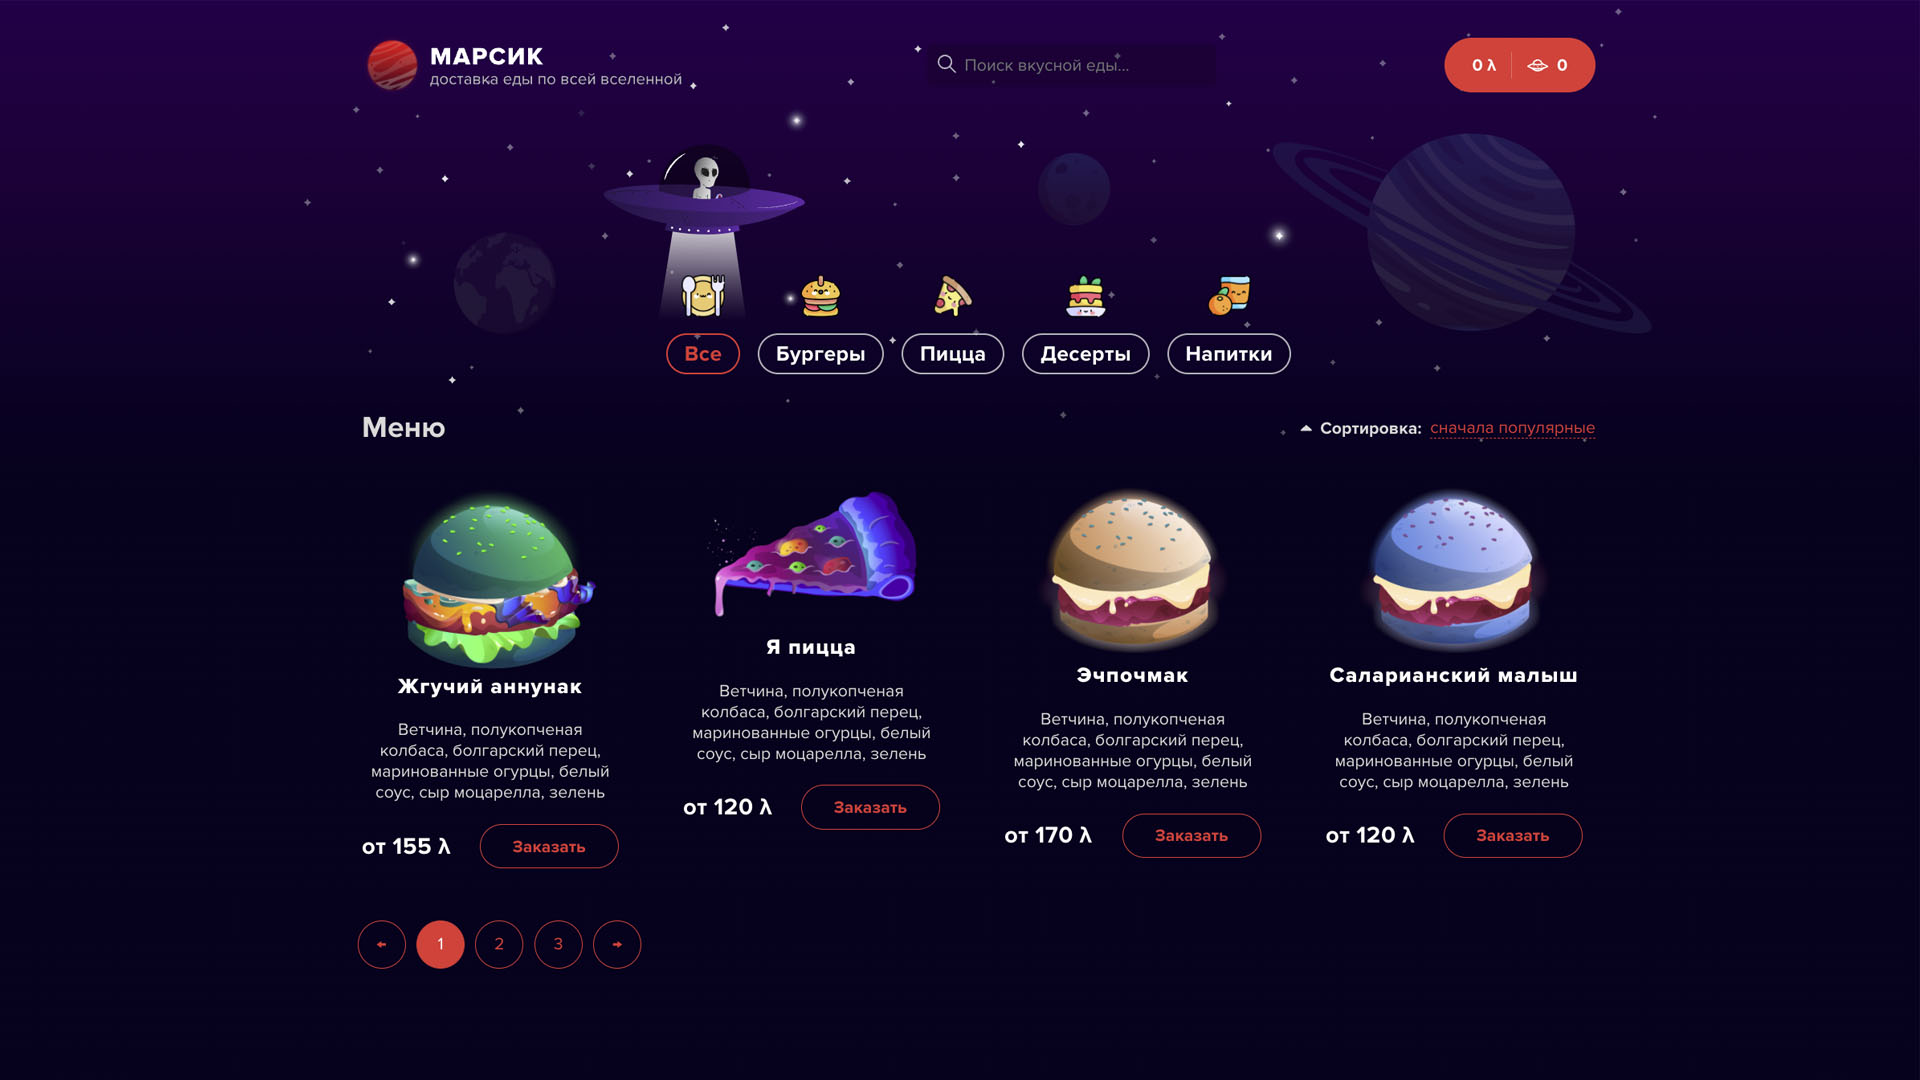 МАРСИК
доставка еды по всей вселенной
Поиск вкусной еды...
0 λ
0
Все
Бургеры
Пицца
Десерты
Напитки
Меню
Сортировка: сначала популярные
Жгучий аннунак
Ветчина, полукопченая
колбаса, болгарский перец,
маринованные огурцы, белый
соус, сыр моцарелла, зелень
от 155 λ
Заказать
Я пицца
Ветчина, полукопченая
колбаса, болгарский перец,
маринованные огурцы, белый
соус, сыр моцарелла, зелень
от 120 λ
Заказать
Эчпочмак
Ветчина, полукопченая
колбаса, болгарский перец,
маринованные огурцы, белый
соус, сыр моцарелла, зелень
от 170 λ
Заказать
Саларианский малыш
Ветчина, полукопченая
колбаса, болгарский перец,
маринованные огурцы, белый
соус, сыр моцарелла, зелень
от 120 λ
Заказать
← 1 2 3 →